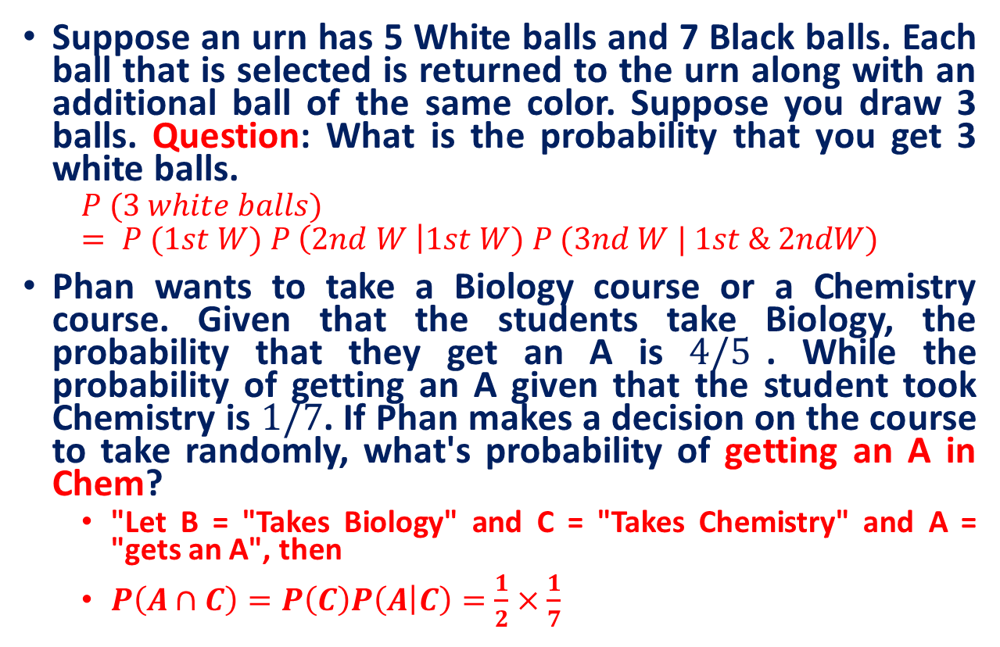 • Suppose an urn has 5 White balls and 7 Black balls. Each
ball that is selected is returned to the urn along with an
additional ball of the same color. Suppose you draw 3
balls. Question: What is the probability that you get 3
white balls.
P (3 white balls)
= P (1st W) P (2nd W |1st W) P (3nd W | 1st & 2ndW)
• Phan wants to take a Biology course or a Chemistry
course. Given that the students take Biology, the
probability that they get an A is 4/5 . While the
probability of getting an A given that the student took
Chemistry is 1/7. If Phan makes a decision on the course
to take randomly, what's probability of getting an A in
Chem?
• "Let B = "Takes Biology" and C = "Takes Chemistry" and A =
"gets an A", then
• P(A ∩ C) = P(C)P(A|C) = 1/2 × 1/7